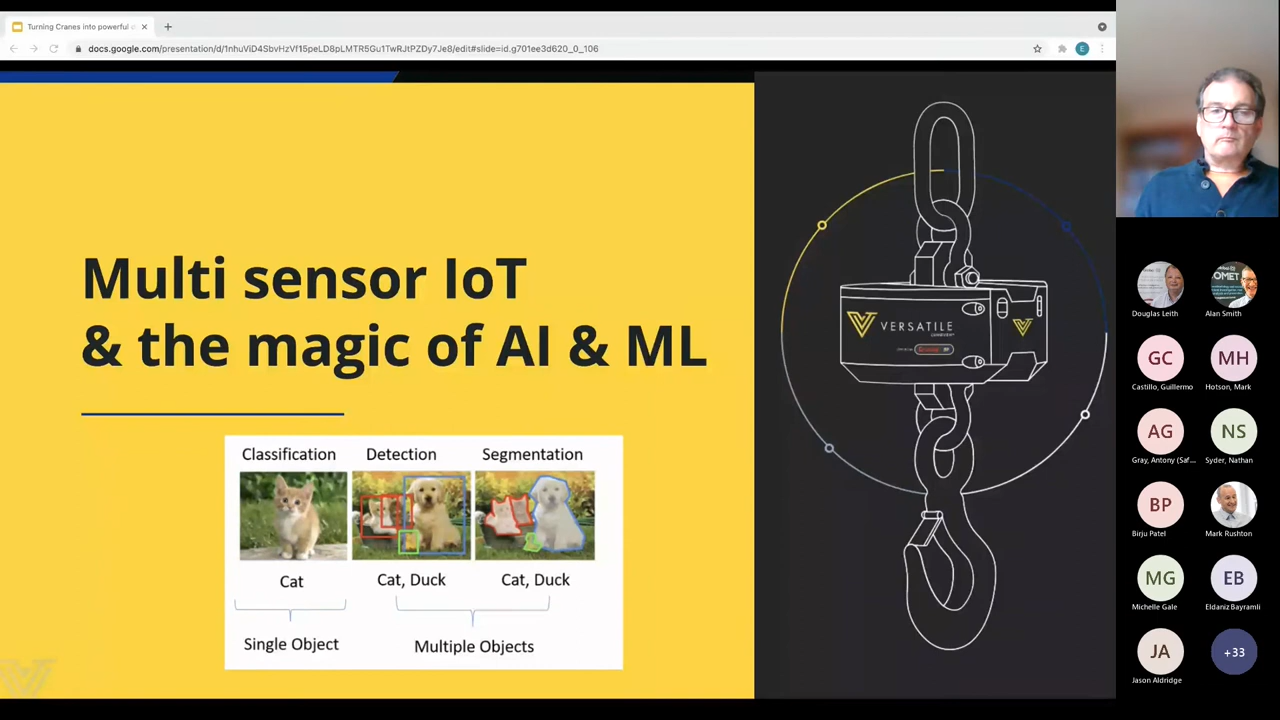 Turning Cranes into powerful d
docs.google.com/presentation/d/1nhuViD4SbvHzVf15peLD8pLMTR5Gu1TwRJtPZDy7Je8/edit#slide=id.g701ee3d620_0_106
E
Multi sensor IoT
& the magic of AI & ML
Classification Detection Segmentation
Cat
Cat, Duck
Cat, Duck
Single Object
Multiple Objects
VERSATILE
Douglas Leith
Alan Smith
GC
MH
Castillo, Guillermo
Hotson, Mark
AG
NS
Gray, Antony (Saf...
Syder, Nathan
BP
Birju Patel
Mark Rushton
MG
EB
Michelle Gale
Eldaniz Bayramli
JA
+33
Jason Aldridge